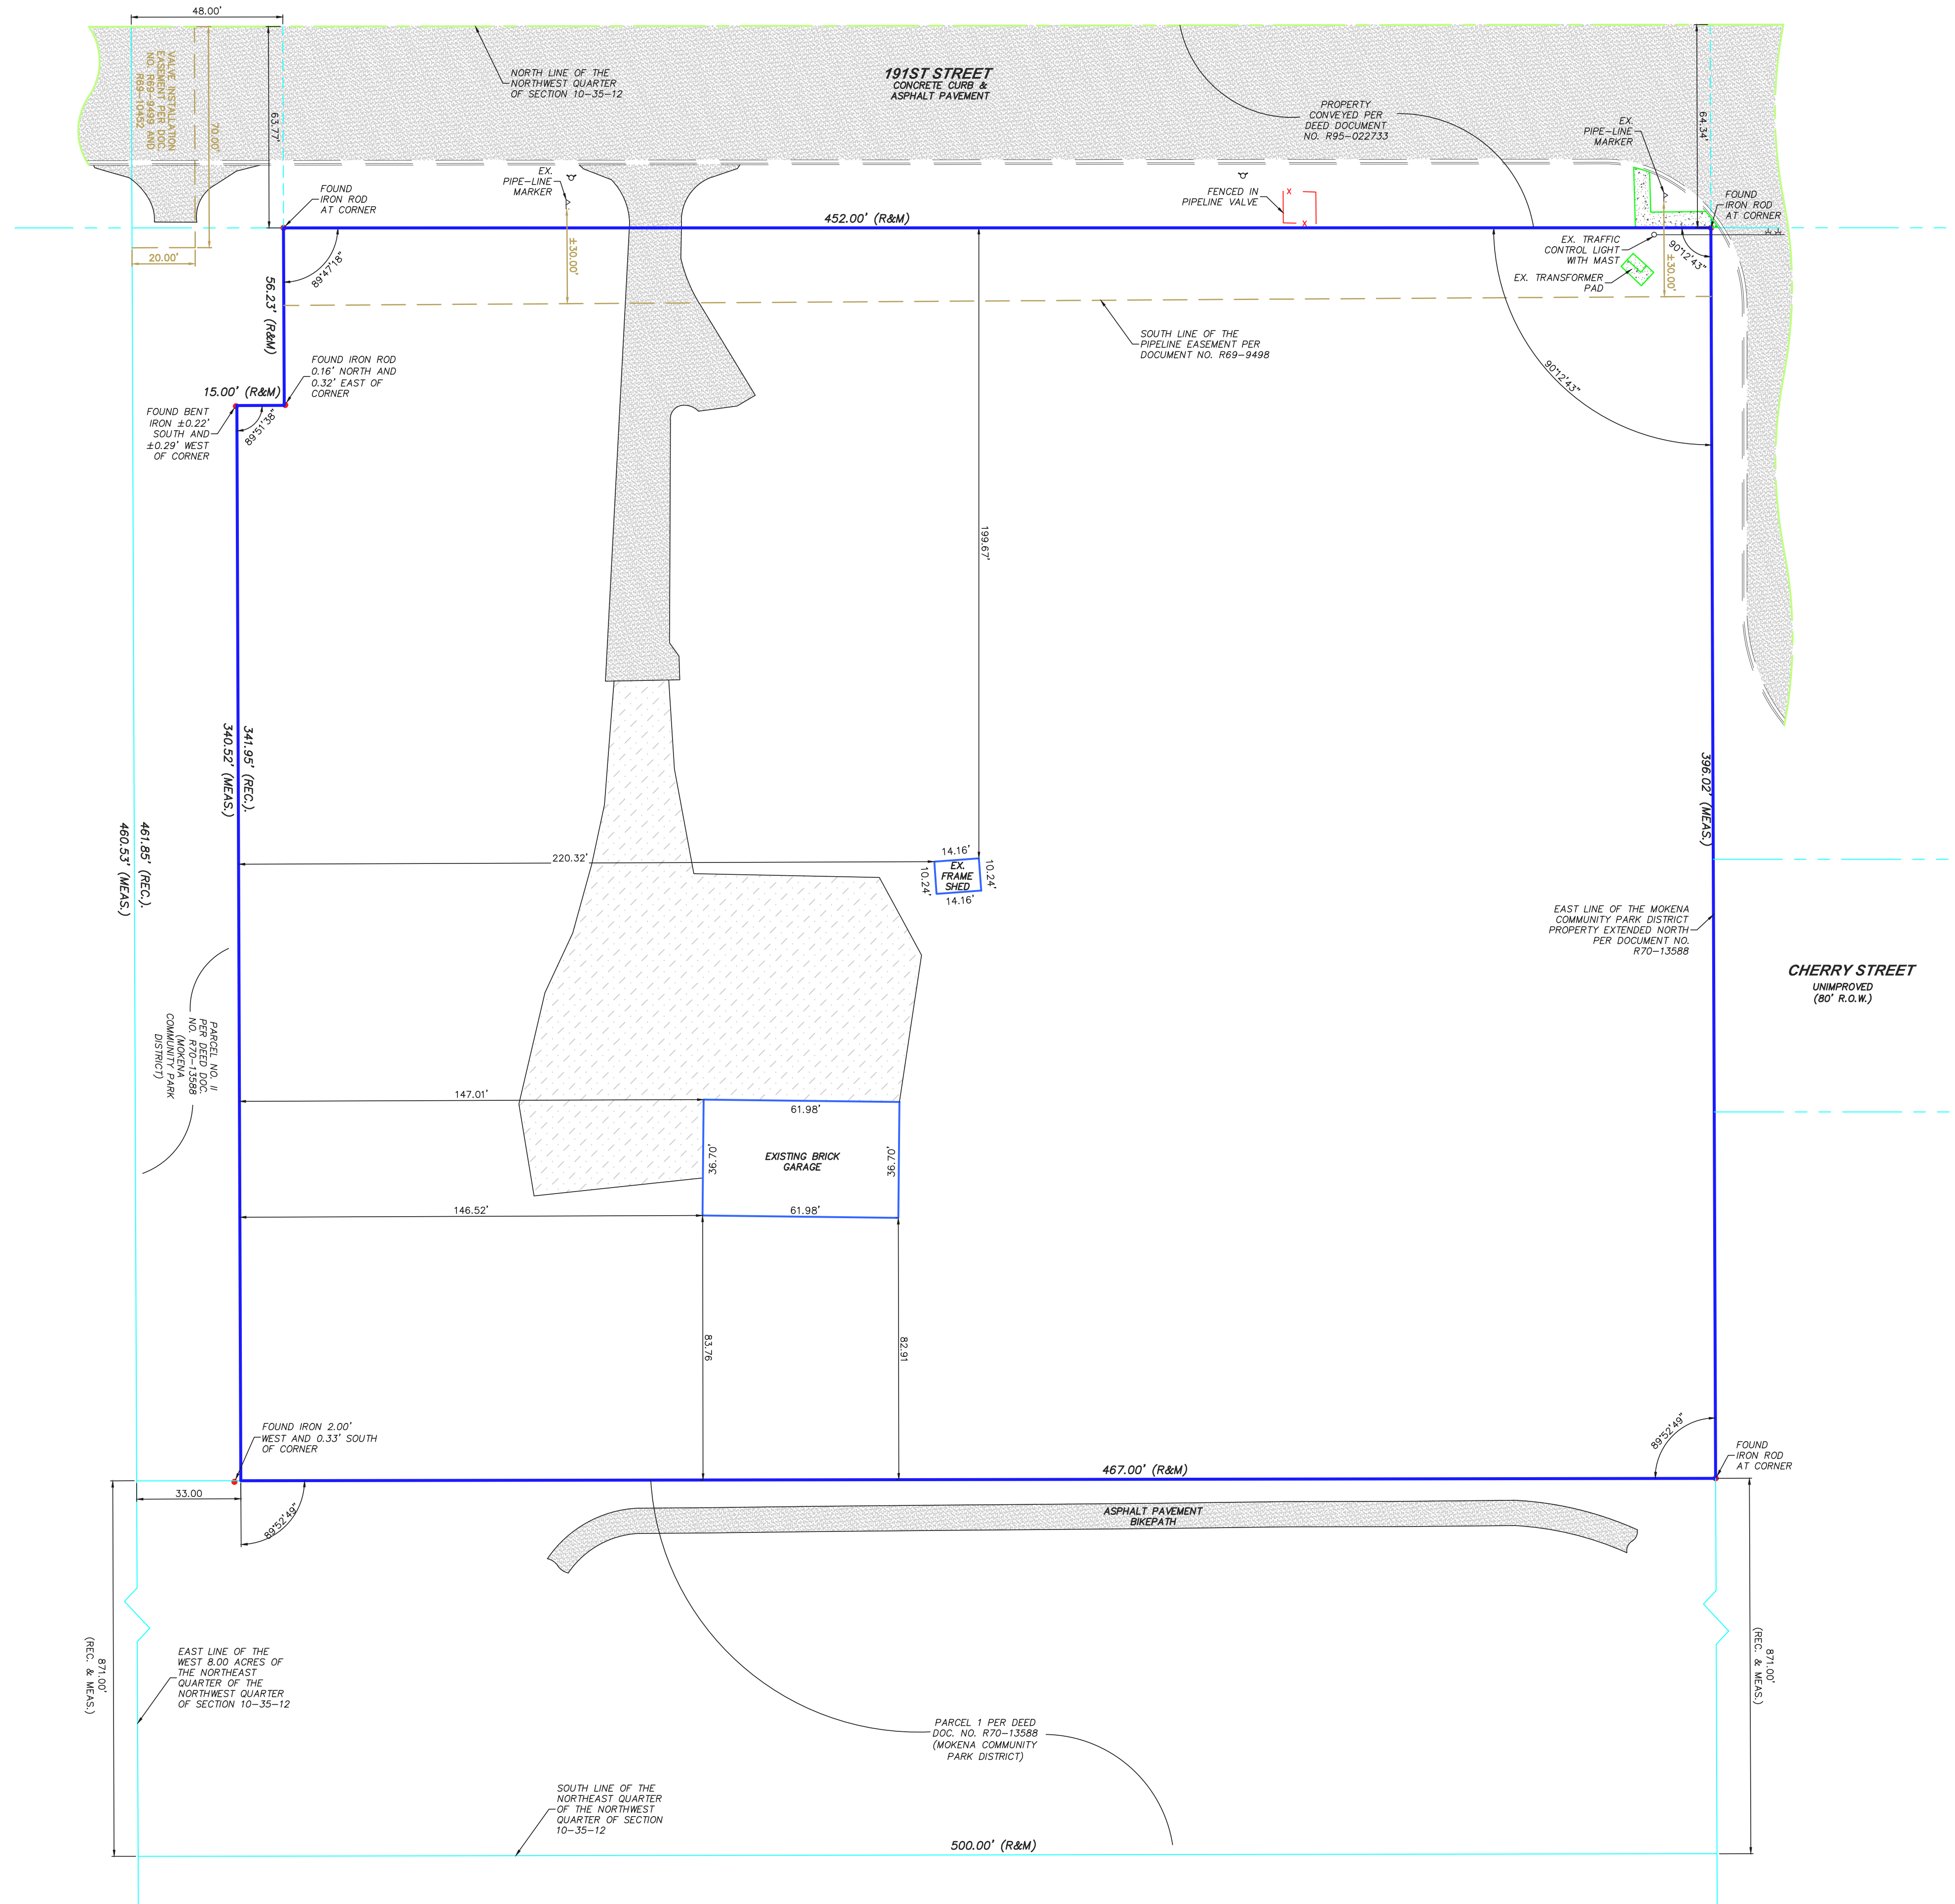 48.00'
VALVE INSTALLATION
EASEMENT PER DOC.
NO. R69-9499 AND
R69-10452
70.00'
20.00'
63.77'
NORTH LINE OF THE
NORTHWEST QUARTER
OF SECTION 10-35-12
191ST STREET
CONCRETE CURB &
ASPHALT PAVEMENT
PROPERTY
CONVEYED PER
DEED DOCUMENT
NO. R95-022733
EX.
PIPE-LINE
MARKER
64.34'
FOUND
IRON ROD
AT CORNER
EX.
PIPE-LINE
MARKER
FENCED IN
PIPELINE VALVE
X
X
FOUND
IRON ROD
AT CORNER
452.00' (R&M)
±30.00'
89°47'18"
EX. TRAFFIC
CONTROL LIGHT
WITH MAST
EX. TRANSFORMER
PAD
90°12'43"
±30.00'
56.23' (R&M)
SOUTH LINE OF THE
PIPELINE EASEMENT PER
DOCUMENT NO. R69-9498
90°12'43"
FOUND IRON ROD
0.16' NORTH AND
0.32' EAST OF
CORNER
15.00' (R&M)
FOUND BENT
IRON ±0.22'
SOUTH AND
±0.29' WEST
OF CORNER
89°51'38"
199.67'
341.95' (REC.).
340.52' (MEAS.)
396.02' (MEAS.)
461.85' (REC.).
460.53' (MEAS.)
220.32'
14.16'
EX.
FRAME
SHED
10.24'
10.24'
14.16'
EAST LINE OF THE MOKENA
COMMUNITY PARK DISTRICT
PROPERTY EXTENDED NORTH
PER DOCUMENT NO.
R70-13588
CHERRY STREET
UNIMPROVED
(80' R.O.W.)
PARCEL NO. II
PER DEED DOC.
NO. R70-13588
(MOKENA
COMMUNITY PARK
DISTRICT)
147.01'
61.98'
36.70'
EXISTING BRICK
GARAGE
36.70'
146.52'
61.98'
83.76
82.91
FOUND IRON 2.00'
WEST AND 0.33' SOUTH
OF CORNER
89°52'49"
FOUND
IRON ROD
AT CORNER
467.00' (R&M)
33.00
89°52'49"
ASPHALT PAVEMENT
BIKEPATH
871.00'
(REC. & MEAS.)
871.00'
(REC. & MEAS.)
EAST LINE OF THE
WEST 8.00 ACRES OF
THE NORTHEAST
QUARTER OF THE
NORTHWEST QUARTER
OF SECTION 10-35-12
PARCEL 1 PER DEED
DOC. NO. R70-13588
(MOKENA COMMUNITY
PARK DISTRICT)
SOUTH LINE OF THE
NORTHEAST QUARTER
OF THE NORTHWEST
QUARTER OF SECTION
10-35-12
500.00' (R&M)